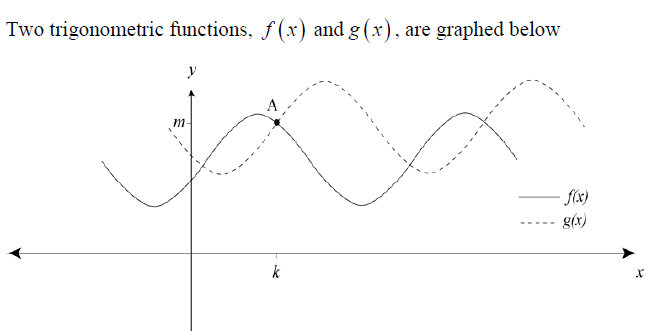 Two trigonometric functions, f(x) and g(x), are graphed below
y
A
m
f(x)
g(x)
k
x